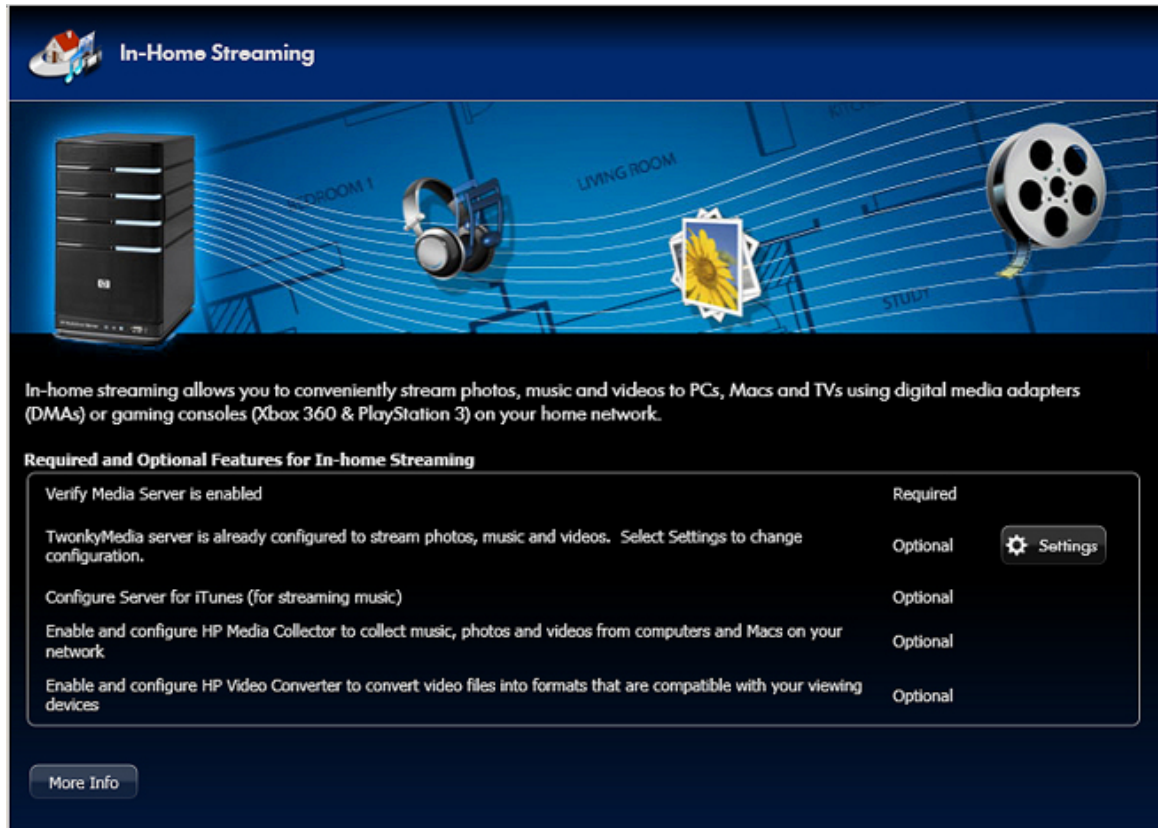 In-Home Streaming
BEDROOM 1
LIVING ROOM
STUDY
In-home streaming allows you to conveniently stream photos, music and videos to PCs, Macs and TVs using digital media adapters
(DMAs) or gaming consoles (Xbox 360 & PlayStation 3) on your home network.
Required and Optional Features for In-home Streaming
Verify Media Server is enabled Required
TwonkyMedia server is already configured to stream photos, music and videos. Select Settings to change
configuration.
Optional Settings
Configure Server for iTunes (for streaming music) Optional
Enable and configure HP Media Collector to collect music, photos and videos from computers and Macs on your
network
Optional
Enable and configure HP Video Converter to convert video files into formats that are compatible with your viewing
devices
Optional
More Info